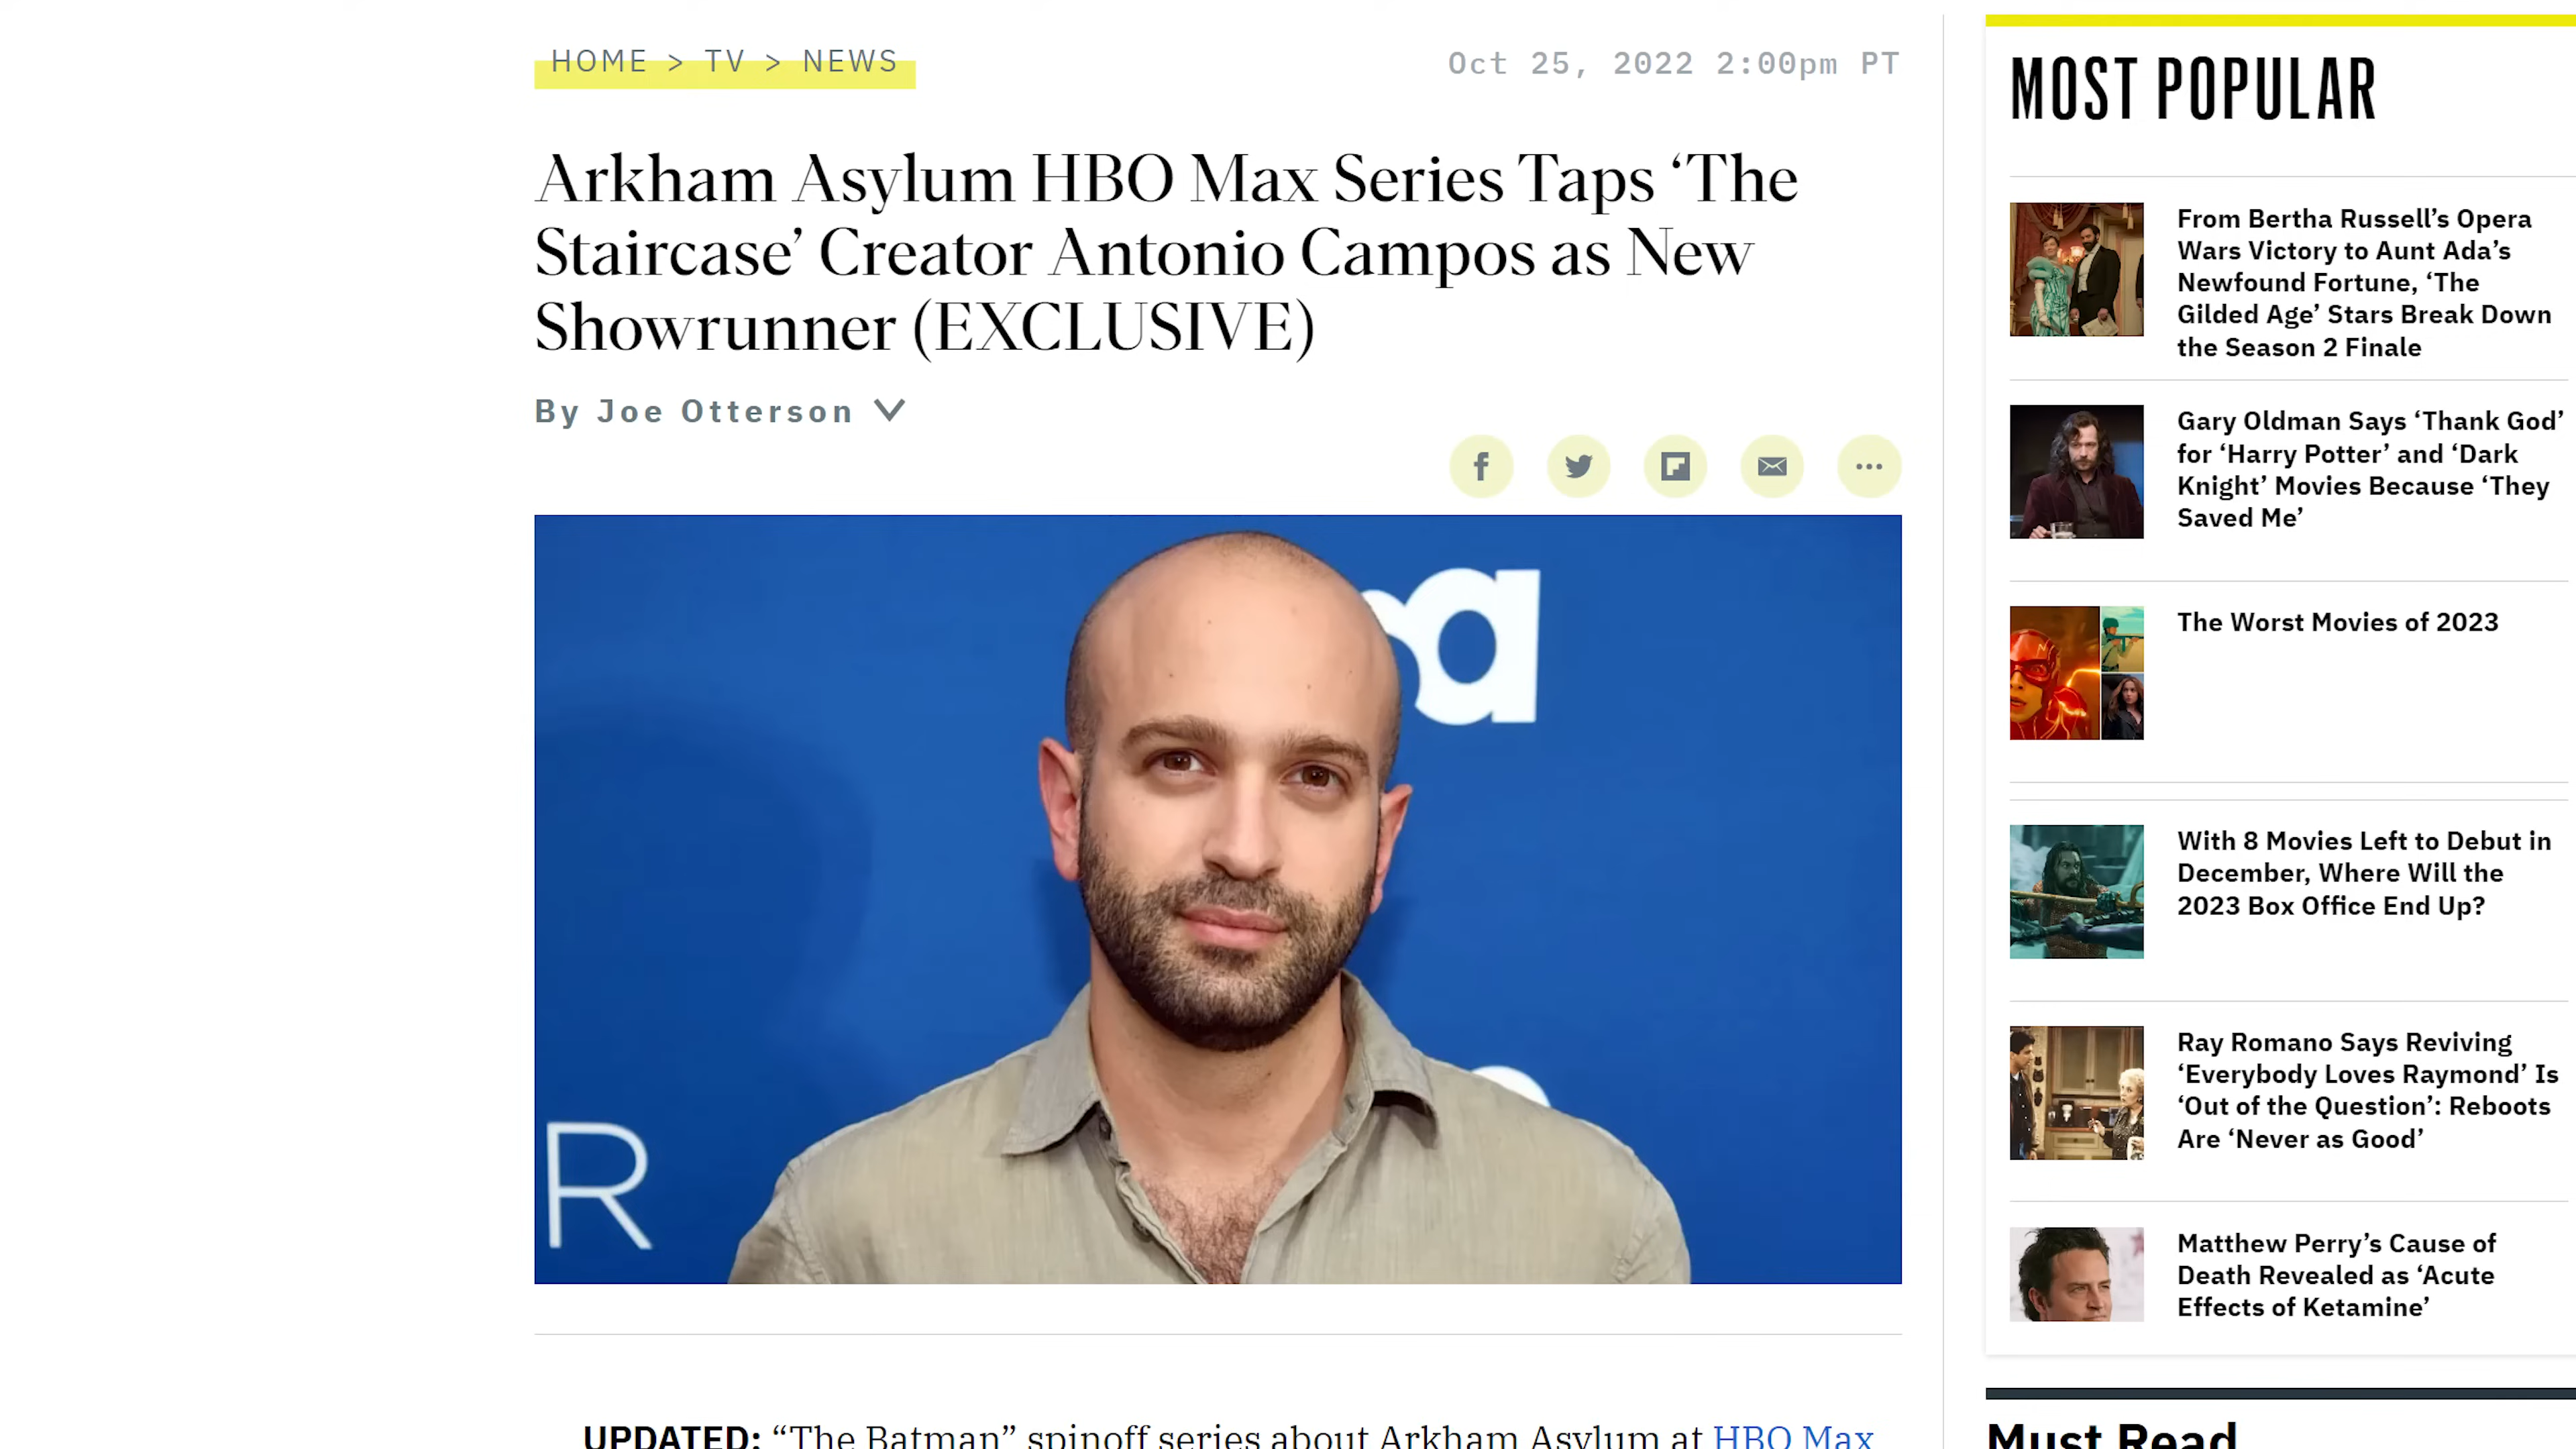 HOME > TV > NEWS
Oct 25, 2022 2:00pm PT
Arkham Asylum HBO Max Series Taps ‘The
Staircase’ Creator Antonio Campos as New
Showrunner (EXCLUSIVE)
By Joe Otterson
a
R
UPDATED: “The Batman” spinoff series about Arkham Asylum at HBO Max
MOST POPULAR
From Bertha Russell’s Opera
Wars Victory to Aunt Ada’s
Newfound Fortune, ‘The
Gilded Age’ Stars Break Down
the Season 2 Finale
Gary Oldman Says ‘Thank God’
for ‘Harry Potter’ and ‘Dark
Knight’ Movies Because ‘They
Saved Me’
The Worst Movies of 2023
With 8 Movies Left to Debut in
December, Where Will the
2023 Box Office End Up?
Ray Romano Says Reviving
‘Everybody Loves Raymond’ Is
‘Out of the Question’: Reboots
Are ‘Never as Good’
Matthew Perry’s Cause of
Death Revealed as ‘Acute
Effects of Ketamine’
Must Read